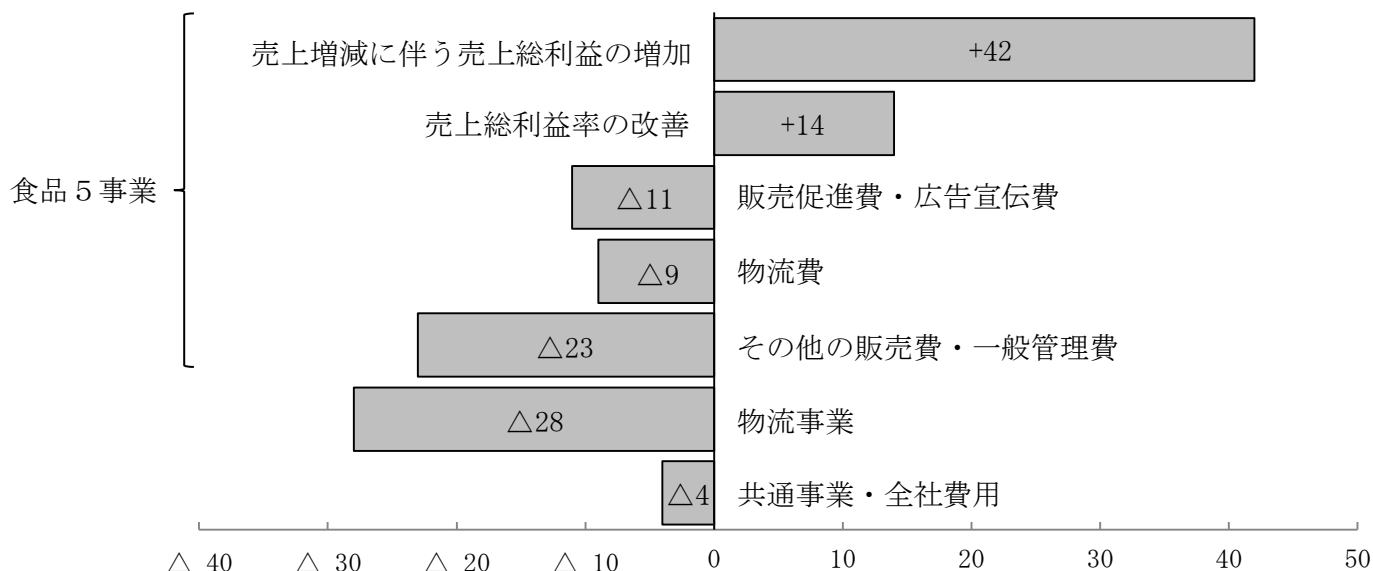 売上増減に伴う売上総利益の増加
+42
売上総利益率の改善
+14
食品５事業
△11
販売促進費・広告宣伝費
△9
物流費
△23
その他の販売費・一般管理費
△28
物流事業
△4
共通事業・全社費用
△ 40 △ 30 △ 20 △ 10 0 10 20 30 40 50